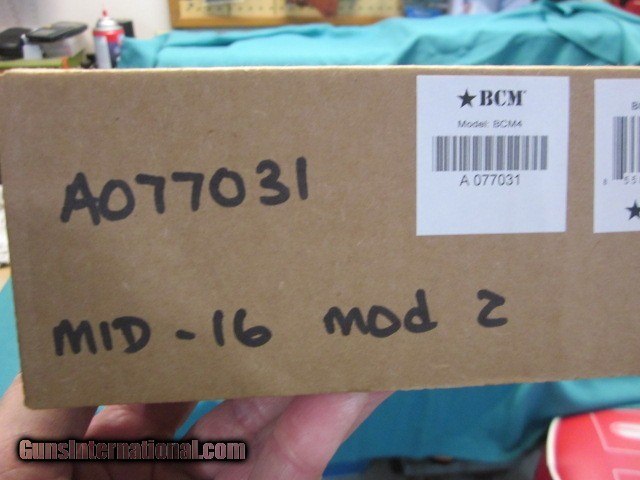 ★BCM
Model: BCM4
A 077031
A077031
MID-16 mod 2
GunsInternational.com